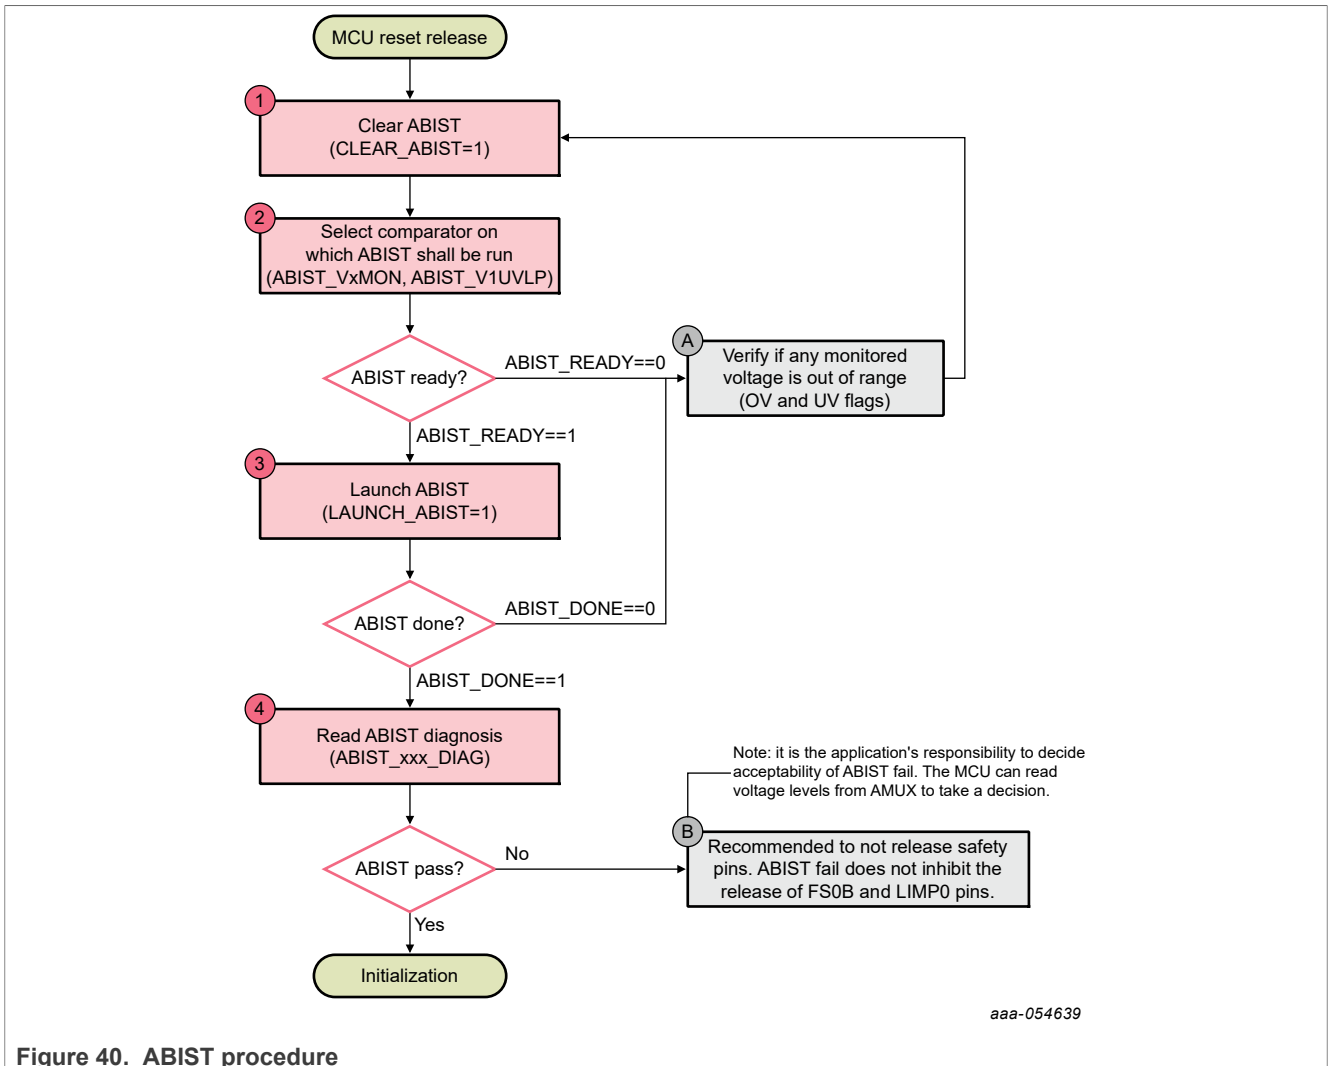 MCU reset release
1
Clear ABIST
(CLEAR_ABIST=1)
2
Select comparator on
which ABIST shall be run
(ABIST_VxMON, ABIST_V1UVLP)
ABIST ready?
ABIST_READY==0
A
Verify if any monitored
voltage is out of range
(OV and UV flags)
ABIST_READY==1
3
Launch ABIST
(LAUNCH_ABIST=1)
ABIST done?
ABIST_DONE==0
ABIST_DONE==1
4
Read ABIST diagnosis
(ABIST_xxx_DIAG)
Note: it is the application's responsibility to decide
acceptability of ABIST fail. The MCU can read
voltage levels from AMUX to take a decision.
ABIST pass?
No
B
Recommended to not release safety
pins. ABIST fail does not inhibit the
release of FS0B and LIMP0 pins.
Yes
Initialization
aaa-054639
Figure 40. ABIST procedure